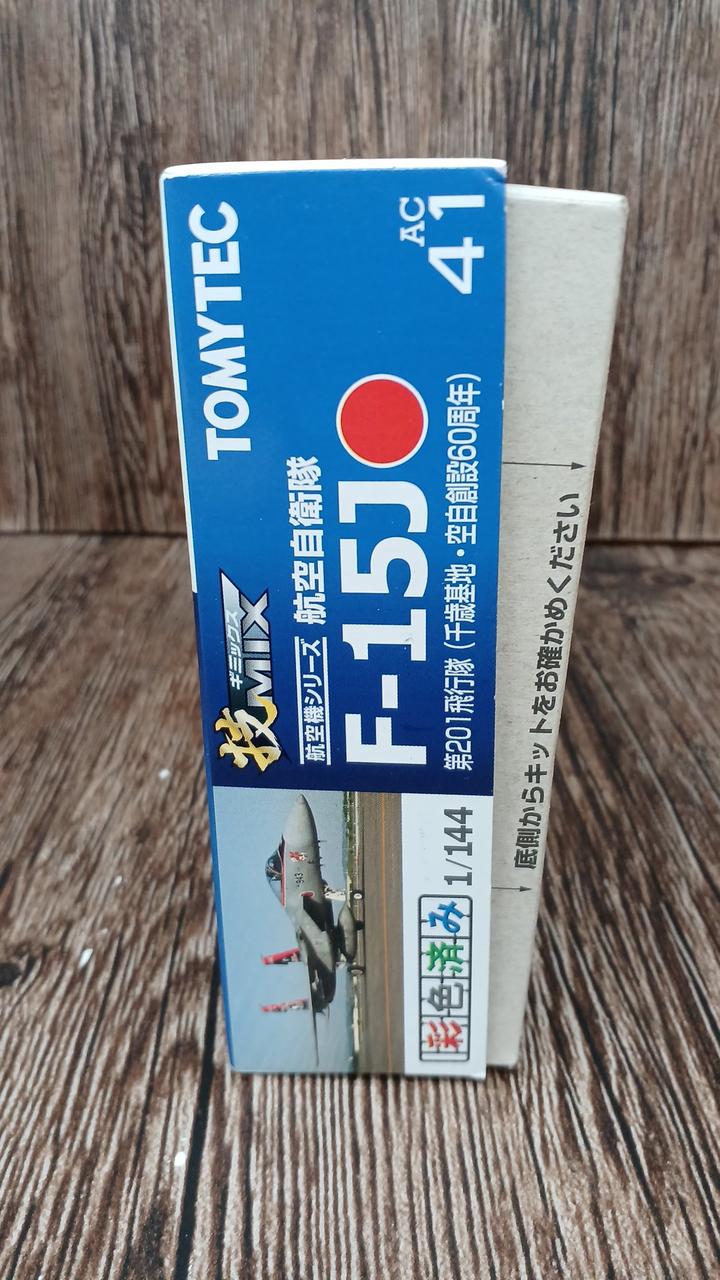 TOMYTEC
AC
41
技MIX
ギミックス
航空機シリーズ 航空自衛隊
F-15J
第201飛行隊（千歳基地・空自創設60周年）
943
1/144
彩色済み
底側からキットをお確かめください